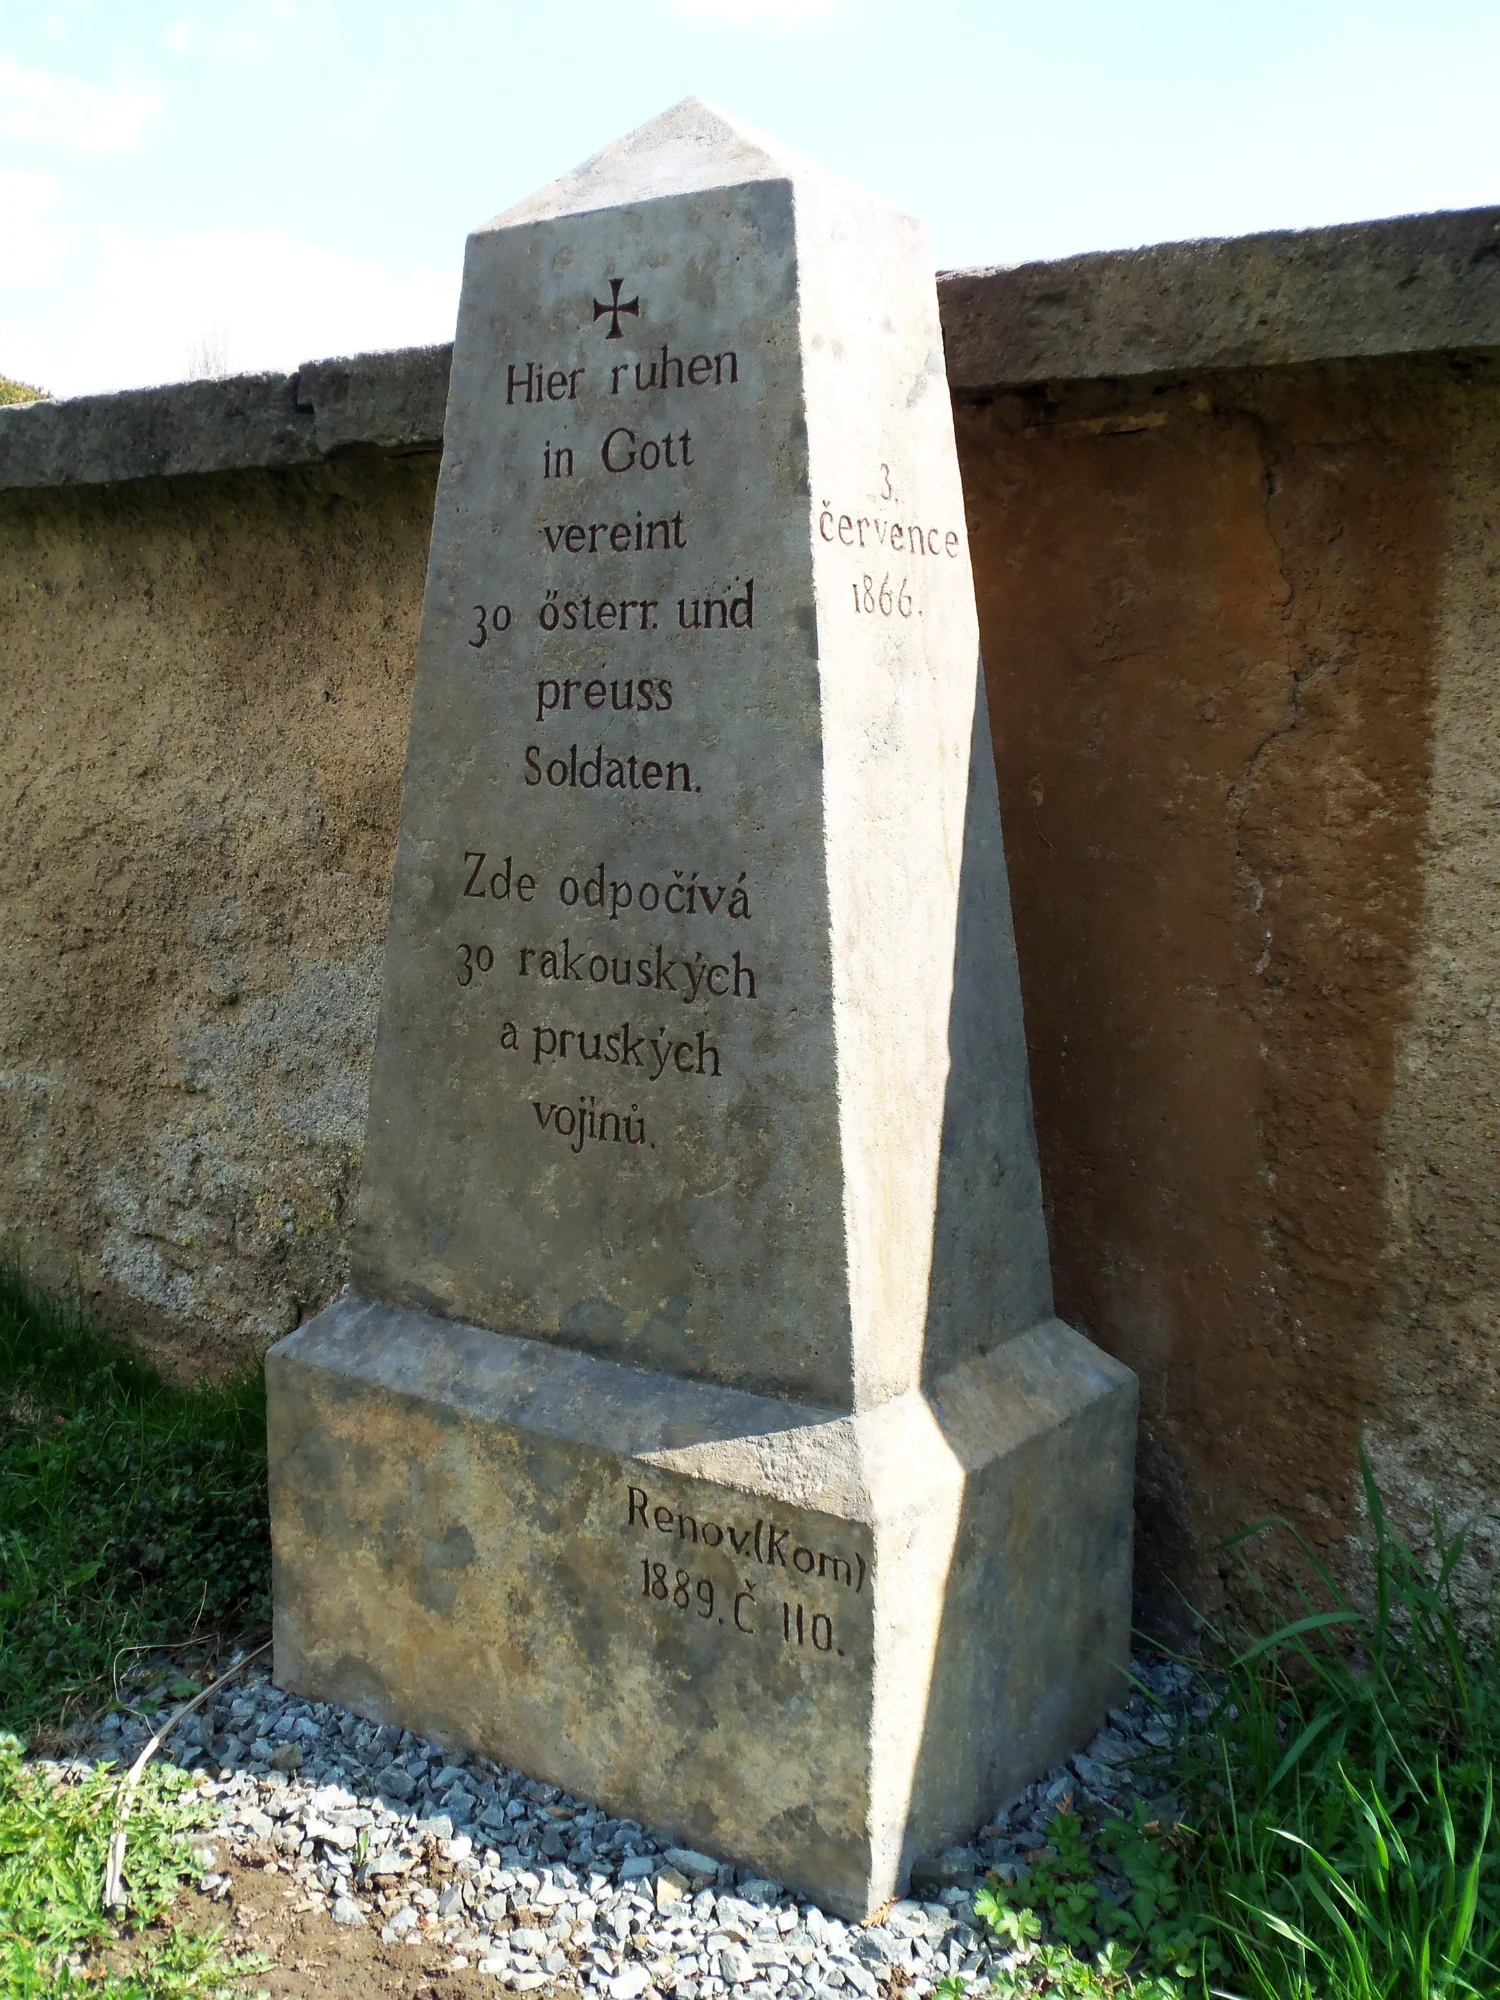 Hier ruhen
in Gott
vereint
30 österr. und
preuss
Soldaten.
Zde odpočívá
30 rakouských
a pruských
vojínů.
3.
července
1866.
Renov.(Kom)
1889. Č 110.